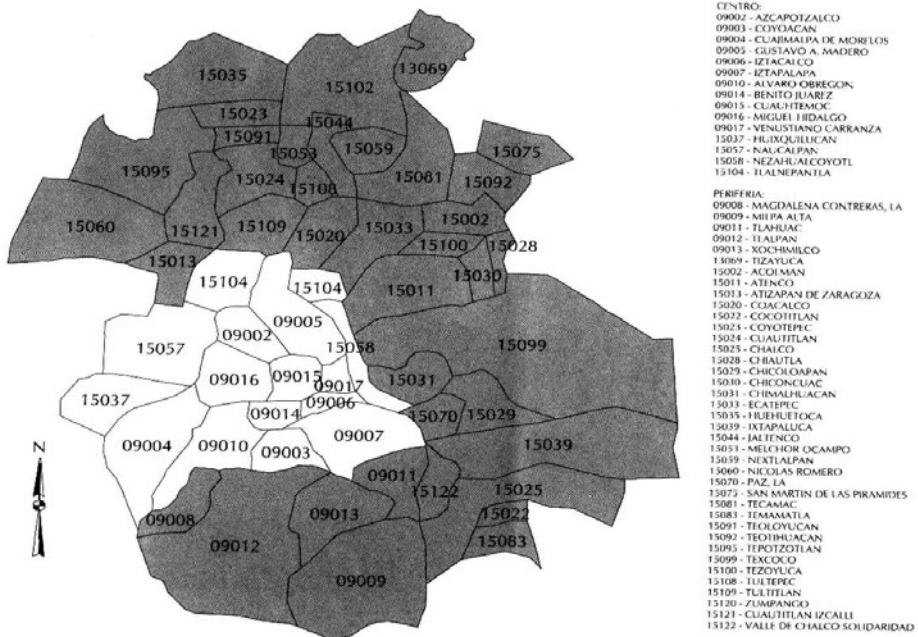 15035
13069
15102
15023
15044
15091
15053
15059
15075
15095
15024
15108
15081
15092
15060
15121
15109
15020
15033
15002
15100
15028
15013
15030
15104
15104
15011
09005
09002
15057
15058
15099
09016
09015
09017
15031
15037
09006
09014
15070
15029
09004
09010
09003
09007
15039
09011
15122
15025
N
09008
09013
15022
09012
15083
09009
CENTRO:
09002 - AZCAPOTZALCO
09003 - COYOACAN
09004 - CUAJIMALPA DE MORELOS
09005 - GUSTAVO A. MADERO
09006 - IZTACALCO
09007 - IZTAPALAPA
09010 - ALVARO OBREGON
09014 - BENITO JUAREZ
09015 - CUAUHTEMOC
09016 - MIGUEL HIDALGO
09017 - VENUSTIANO CARRANZA
15037 - HUIXQUILUCAN
15057 - NAUCALPAN
15058 - NEZAHUALCOYOTL
15104 - TLALNEPANTLA
PERIFERIA:
09008 - MAGDALENA CONTRERAS, LA
09009 - MILPA ALTA
09011 - TLAHUAC
09012 - TLALPAN
09013 - XOCHIMILCO
13069 - TIZAYUCA
15002 - ACOLMAN
15011 - ATENCO
15013 - ATIZAPAN DE ZARAGOZA
15020 - COACALCO
15022 - COCOTITLAN
15023 - COYOTEPEC
15024 - CUAUTITLAN
15025 - CHALCO
15028 - CHIAUTLA
15029 - CHICOLOAPAN
15030 - CHICONCUAC
15031 - CHIMALHUACAN
15033 - ECATEPEC
15035 - HUEHUETOCA
15039 - IXTAPALUCA
15044 - JALTENCO
15053 - MELCHOR OCAMPO
15059 - NEXTLALPAN
15060 - NICOLAS ROMERO
15070 - PAZ, LA
15075 - SAN MARTIN DE LAS PIRAMIDES
15081 - TECAMAC
15083 - TEMAMATLA
15091 - TEOLOYUCAN
15092 - TEOTIHUACAN
15095 - TEPOTZOTLAN
15099 - TEXCOCO
15100 - TEZOYUCA
15108 - TULTEPEC
15109 - TULTITLAN
15120 - ZUMPANGO
15121 - CUAUTITLAN IZCALLI
15122 - VALLE DE CHALCO SOLIDARIDAD